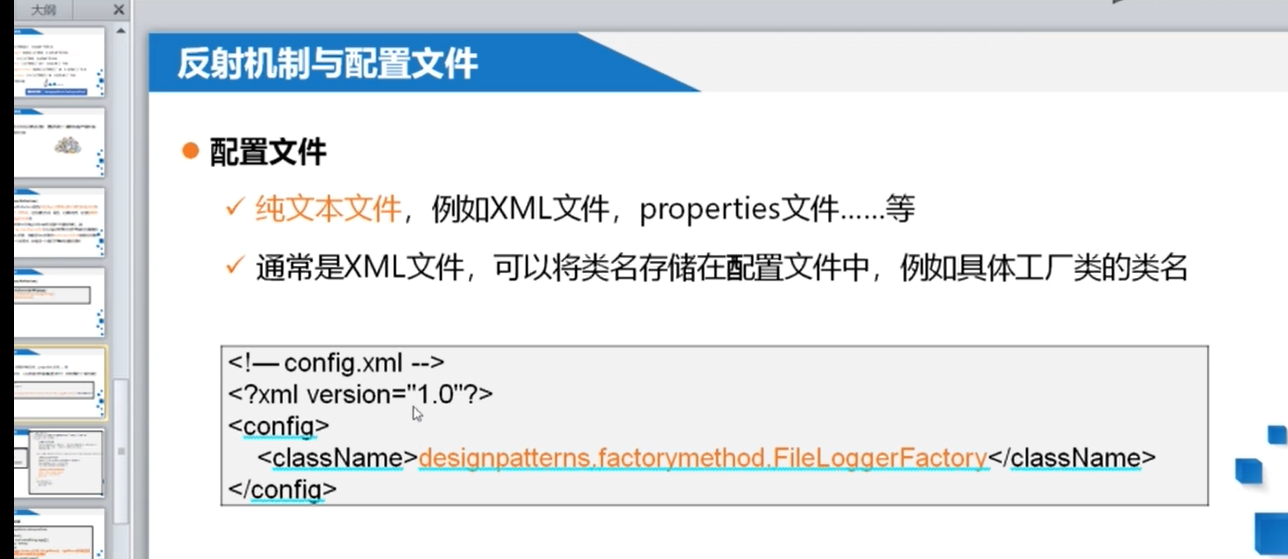 大纲
反射机制与配置文件
配置文件
纯文本文件，例如XML文件，properties文件……等
通常是XML文件，可以将类名存储在配置文件中，例如具体工厂类的类名
<!— config.xml -->
<?xml version="1.0"?>
<config>
<className>designpatterns.factorymethod.FileLoggerFactory</className>
</config>